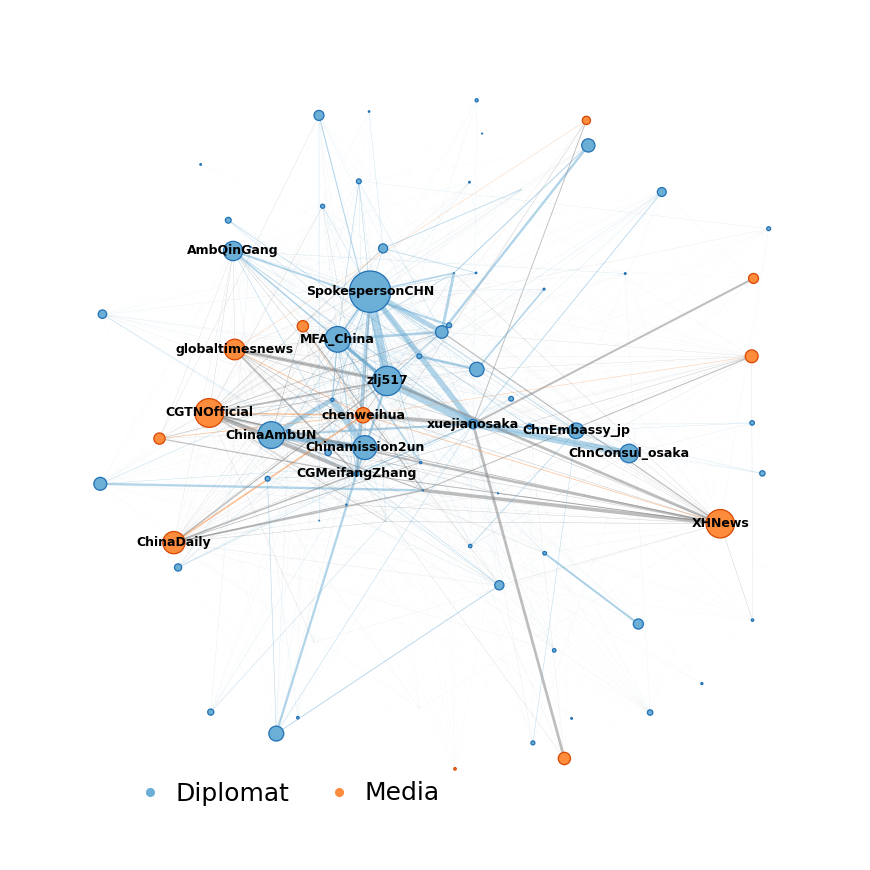 AmbQinGang
SpokespersonCHN
MFA_China
globaltimesnews
zlj517
CGTNOfficial
chenweihua
xuejianosaka
ChnEmbassy_jp
ChinaAmbUN
Chinamission2un
ChnConsul_osaka
CGMeifangZhang
XHNews
ChinaDaily
Diplomat
Media